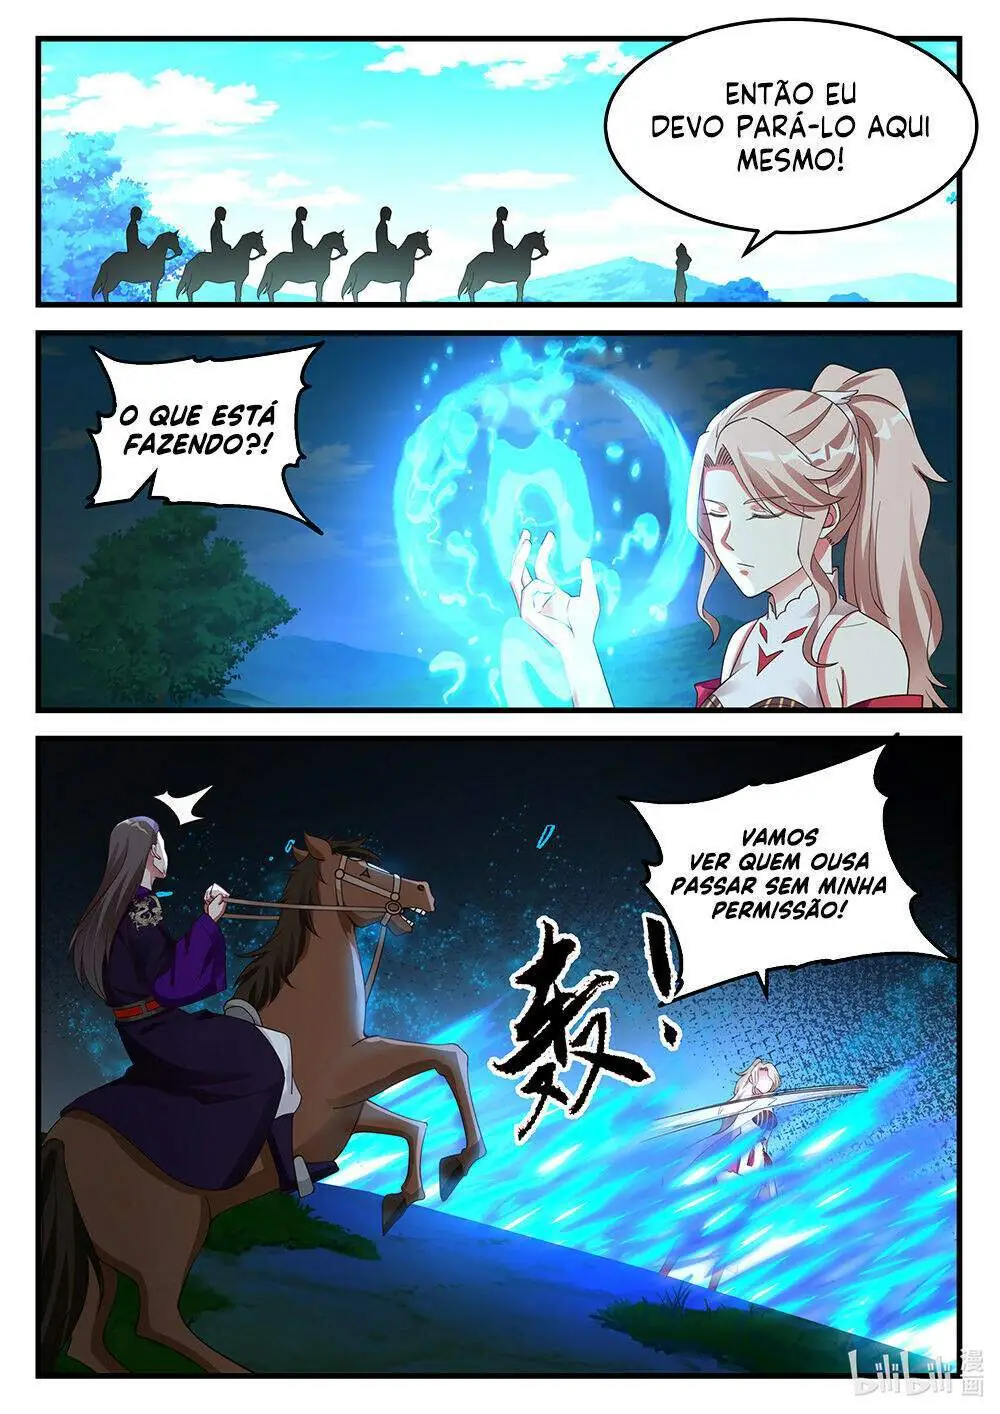 ENTÃO EU
DEVO PARÁ-LO AQUI
MESMO!
O QUE ESTÁ
FAZENDO?!
VAMOS
VER QUEM OUSA
PASSAR SEM MINHA
PERMISSÃO!
!
bilibili 漫画